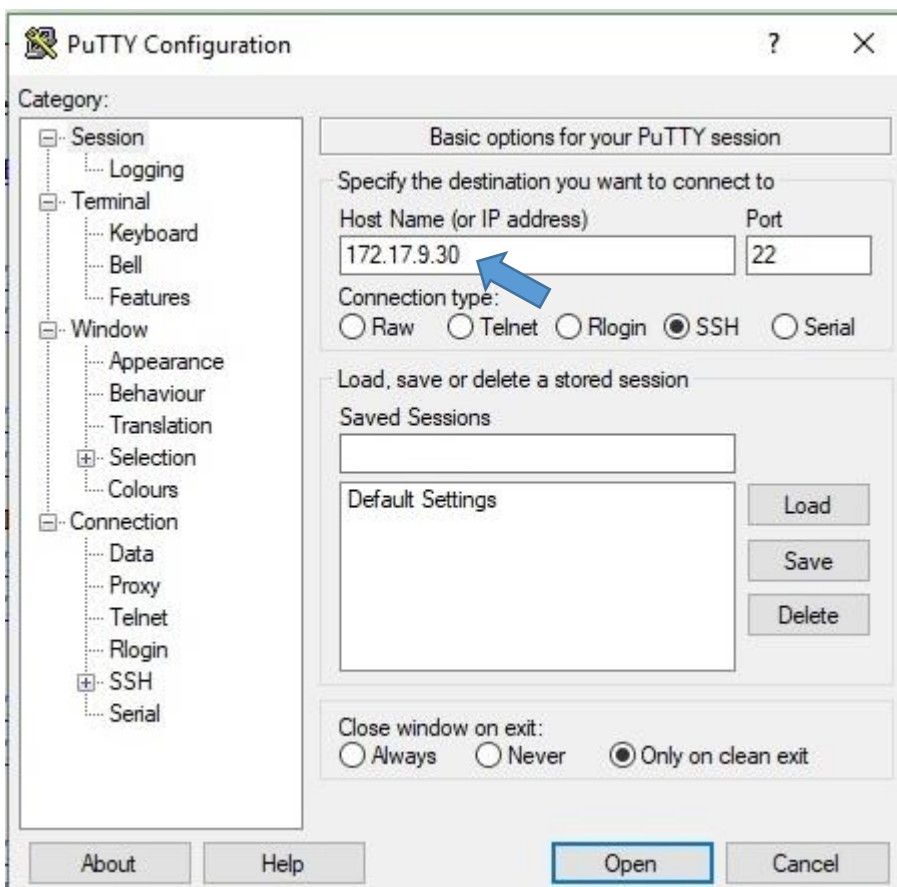 PuTTY Configuration
?
Category:
Session
Logging
Terminal
Keyboard
Bell
Features
Window
Appearance
Behaviour
Translation
Selection
Colours
Connection
Data
Proxy
Telnet
Rlogin
SSH
Serial
Basic options for your PuTTY session
Specify the destination you want to connect to
Host Name (or IP address) Port
172.17.9.30 22
Connection type:
Raw Telnet Rlogin SSH Serial
Load, save or delete a stored session
Saved Sessions
Default Settings
Load
Save
Delete
Close window on exit:
Always Never Only on clean exit
About Help Open Cancel